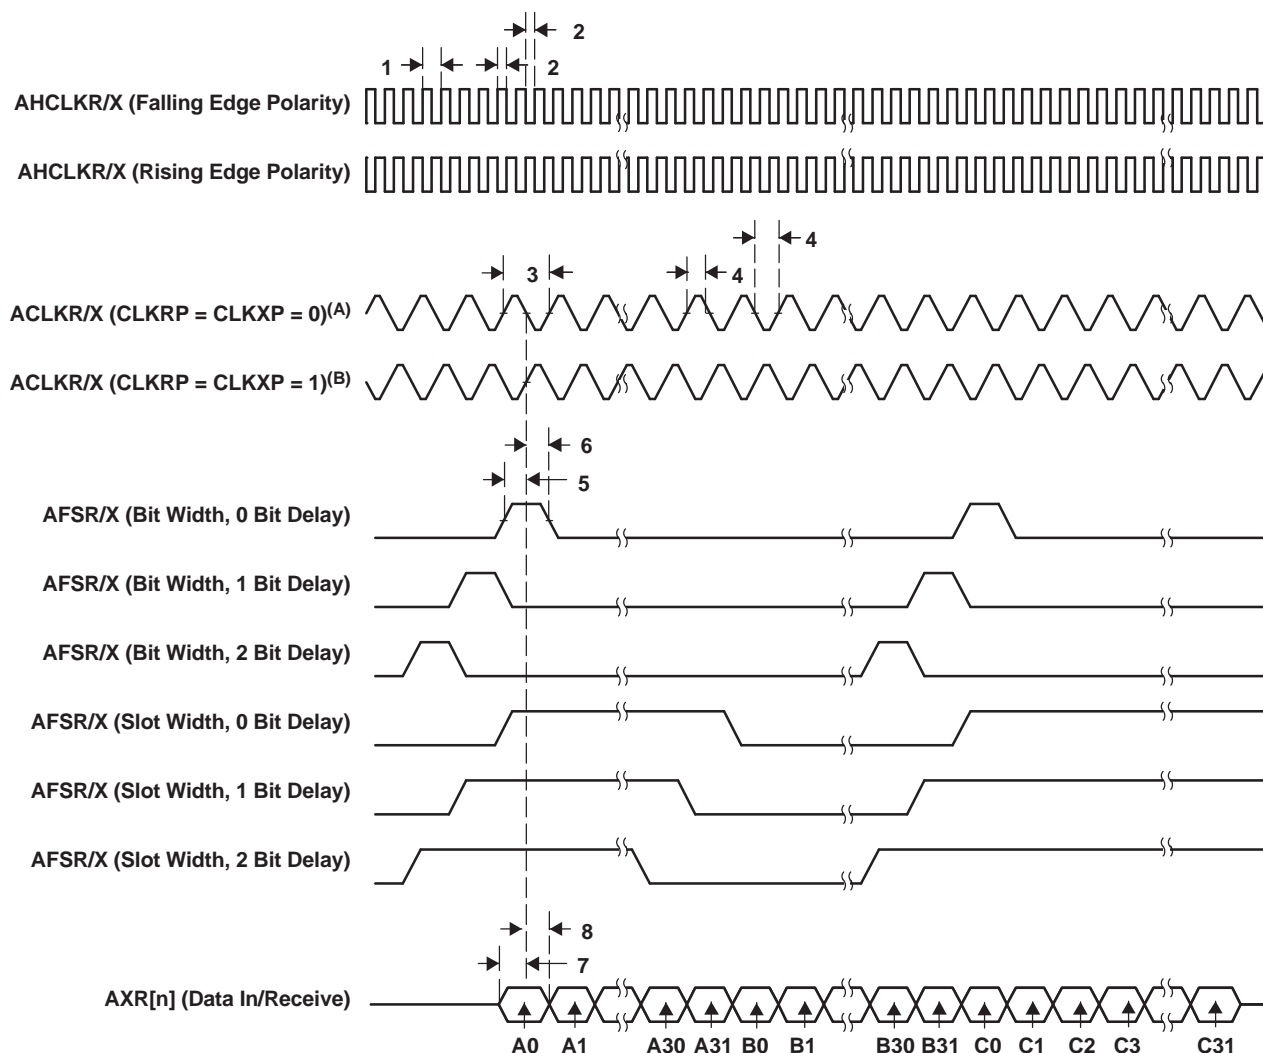 2
1
2
AHCLKR/X (Falling Edge Polarity)
AHCLKR/X (Rising Edge Polarity)
4
3
4
ACLKR/X (CLKRP = CLKXP = 0)(A)
ACLKR/X (CLKRP = CLKXP = 1)(B)
6
5
AFSR/X (Bit Width, 0 Bit Delay)
AFSR/X (Bit Width, 1 Bit Delay)
AFSR/X (Bit Width, 2 Bit Delay)
AFSR/X (Slot Width, 0 Bit Delay)
AFSR/X (Slot Width, 1 Bit Delay)
AFSR/X (Slot Width, 2 Bit Delay)
8
7
AXR[n] (Data In/Receive)
A0 A1 A30 A31 B0 B1 B30 B31 C0 C1 C2 C3 C31